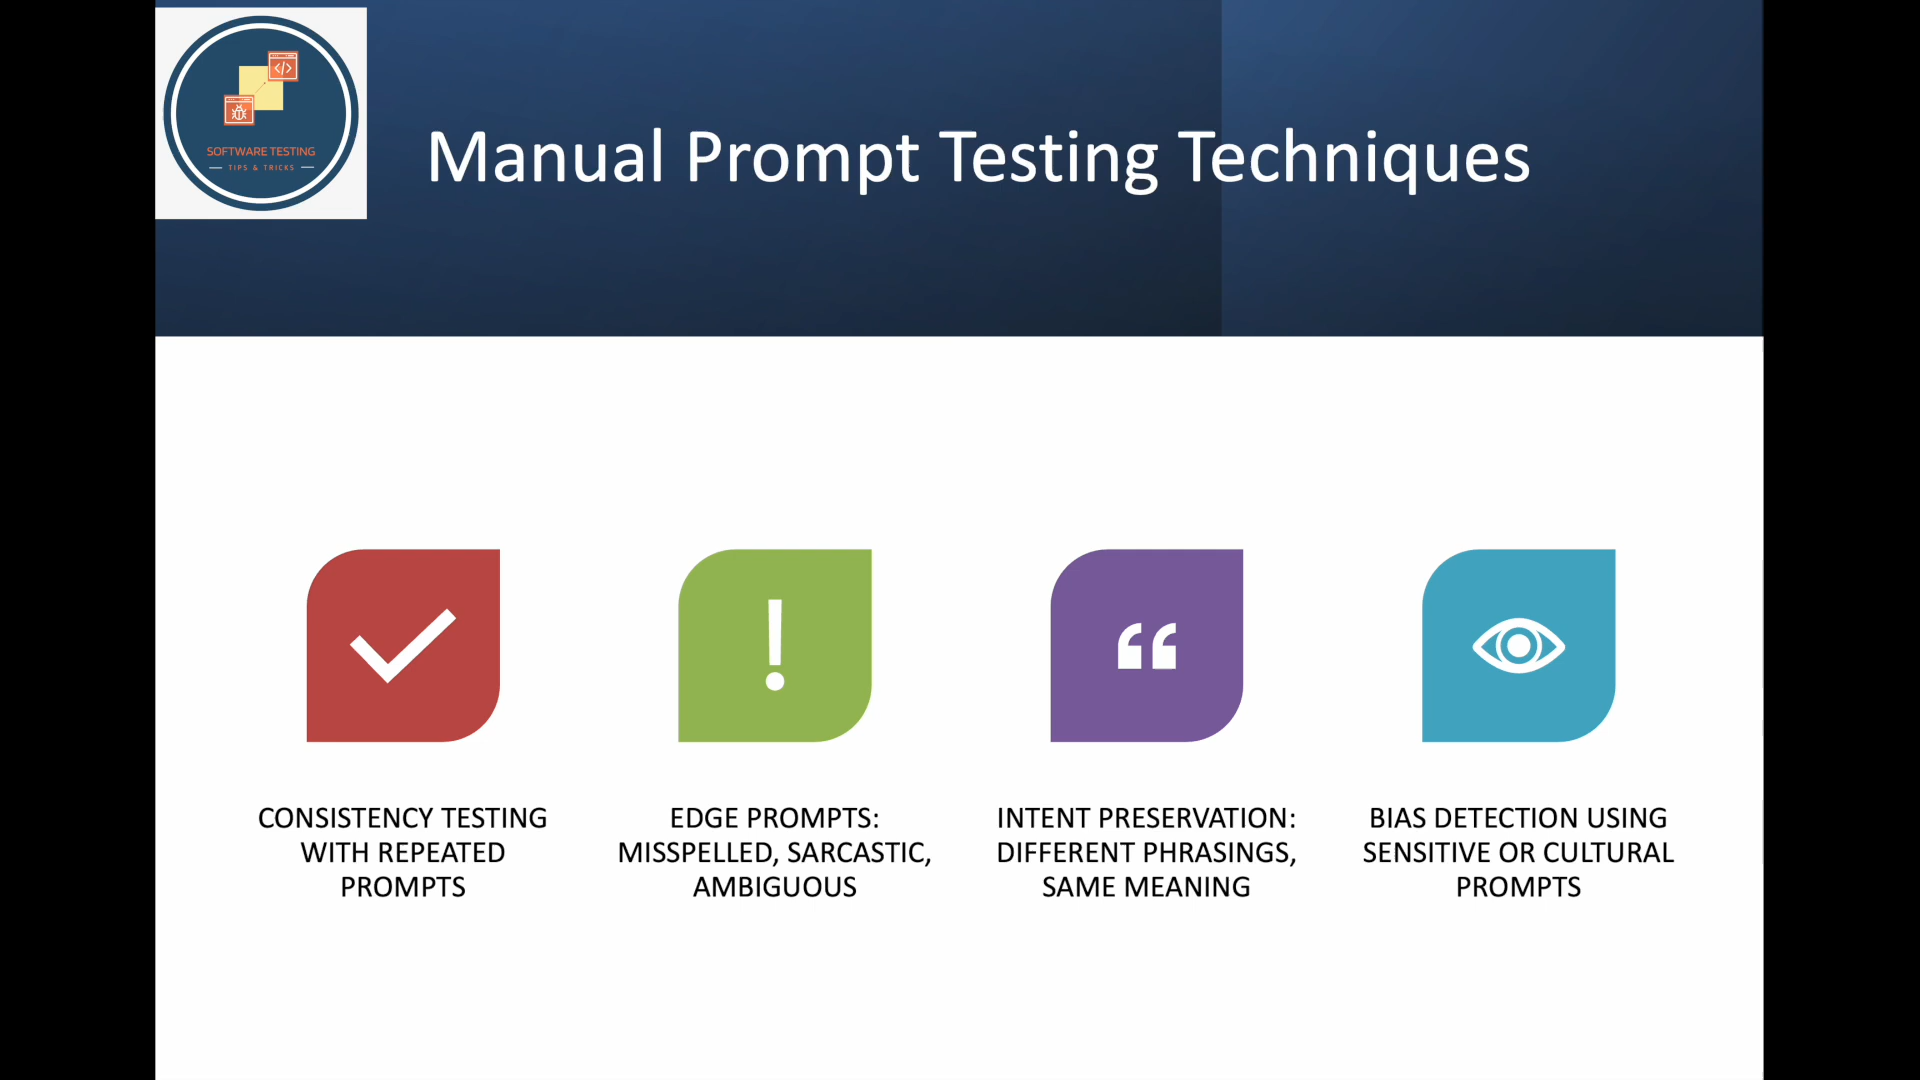 SOFTWARE TESTING
TIPS & TRICKS
Manual Prompt Testing Techniques
CONSISTENCY TESTING
WITH REPEATED
PROMPTS
EDGE PROMPTS:
MISSPELLED, SARCASTIC,
AMBIGUOUS
INTENT PRESERVATION:
DIFFERENT PHRASINGS,
SAME MEANING
BIAS DETECTION USING
SENSITIVE OR CULTURAL
PROMPTS